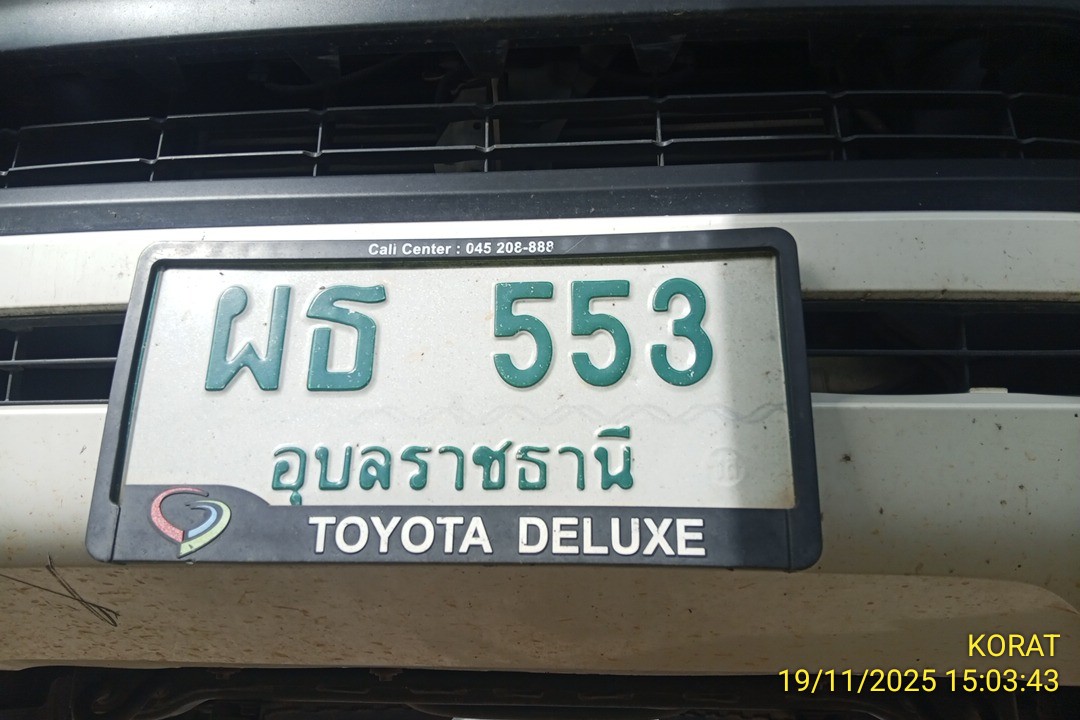 Call Center : 045 208-888
ผธ 553
อุบลราชธานี
TOYOTA DELUXE
KORAT
19/11/2025 15:03:43